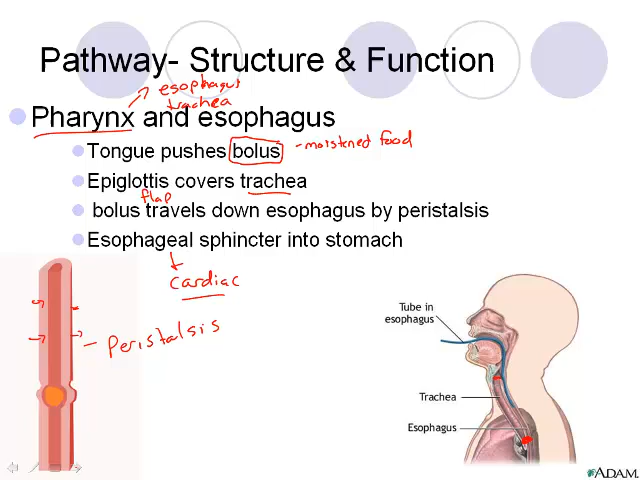 Pathway- Structure & Function
esophagus
trachea
Pharynx and esophagus
Tongue pushes bolus - moistened food
Epiglottis covers trachea
flap
bolus travels down esophagus by peristalsis
Esophageal sphincter into stomach
cardiac
Peristalsis
Tube in
esophagus
Trachea
Esophagus
ADAM.